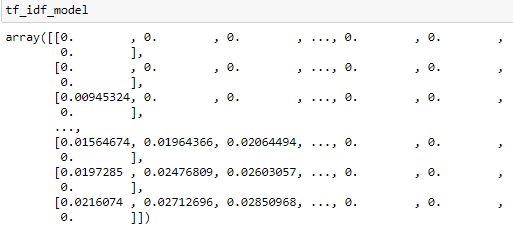 tf_idf_model
array([[0.        , 0.        , 0.        , ..., 0.        , 0.        ,
        0.        ],
       [0.        , 0.        , 0.        , ..., 0.        , 0.        ,
        0.        ],
       [0.00945324, 0.        , 0.        , ..., 0.        , 0.        ,
        0.        ],
       ...,
       [0.01564674, 0.01964366, 0.02064494, ..., 0.        , 0.        ,
        0.        ],
       [0.0197285 , 0.02476809, 0.02603057, ..., 0.        , 0.        ,
        0.        ],
       [0.0216074 , 0.02712696, 0.02850968, ..., 0.        , 0.        ,
        0.        ]])